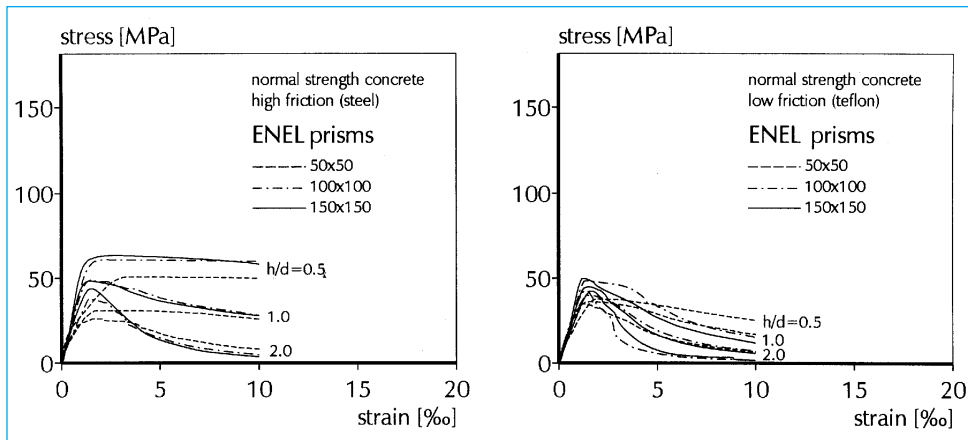 stress [MPa]
normal strength concrete
high friction (steel)
ENEL prisms
50x50
100x100
150x150
150
100
50
0
h/d=0.5
1.0
2.0
0
5
10
15
20
strain [‰]
stress [MPa]
normal strength concrete
low friction (teflon)
ENEL prisms
50x50
100x100
150x150
150
100
50
0
h/d=0.5
1.0
2.0
0
5
10
15
20
strain [‰]